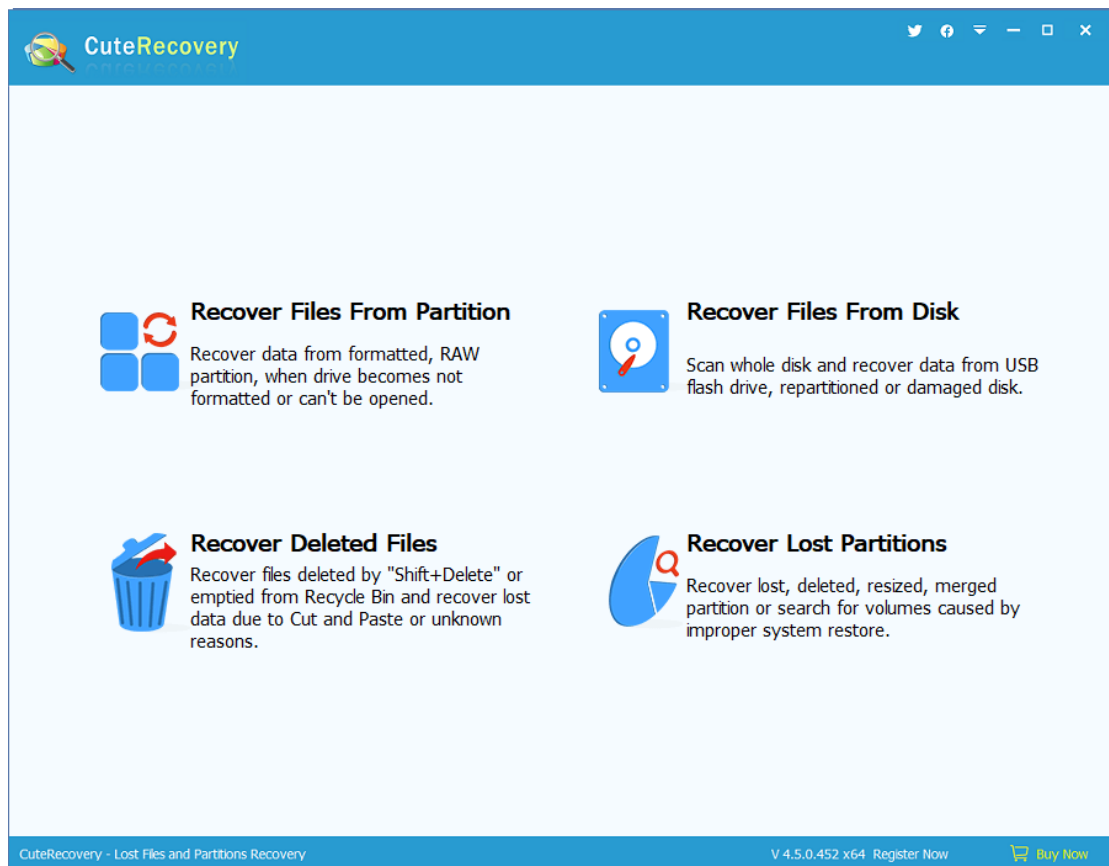 CuteRecovery
Recover Files From Partition
Recover data from formatted, RAW
partition, when drive becomes not
formatted or can't be opened.
Recover Files From Disk
Scan whole disk and recover data from USB
flash drive, repartitioned or damaged disk.
Recover Deleted Files
Recover files deleted by "Shift+Delete" or
emptied from Recycle Bin and recover lost
data due to Cut and Paste or unknown
reasons.
Recover Lost Partitions
Recover lost, deleted, resized, merged
partition or search for volumes caused by
improper system restore.
CuteRecovery - Lost Files and Partitions Recovery
V 4.5.0.452 x64 Register Now
Buy Now